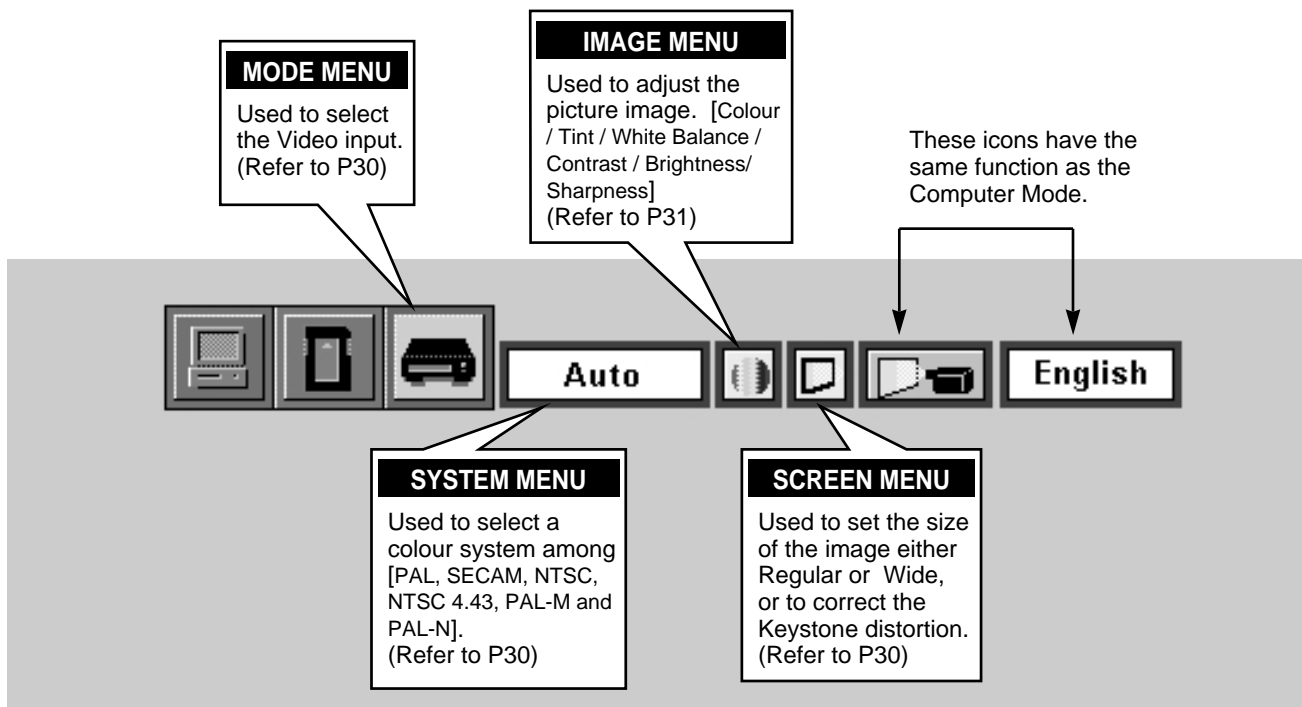 MODE MENU
Used to select
the Video input.
(Refer to P30)
IMAGE MENU
Used to adjust the
picture image. [Colour
/ Tint / White Balance /
Contrast / Brightness/
Sharpness]
(Refer to P31)
These icons have the
same function as the
Computer Mode.
Auto
English
SYSTEM MENU
Used to select a
colour system among
[PAL, SECAM, NTSC,
NTSC 4.43, PAL-M and
PAL-N].
(Refer to P30)
SCREEN MENU
Used to set the size
of the image either
Regular or Wide,
or to correct the
Keystone distortion.
(Refer to P30)